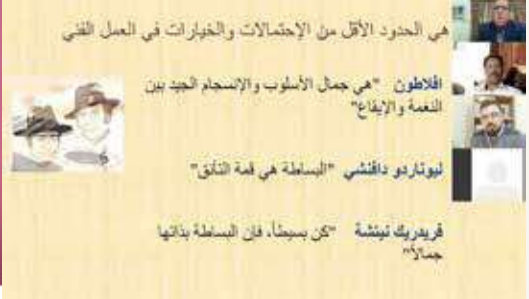 هي الحدود الأقل من الإحتمالات والخيارات في العمل الفني
افلاطون "هي جمال الأسلوب والإنسجام الجيد بين
النغمة والإيقاع"
ليوناردو دافنشي "البساطة هي قمة التأنق"
فريدريك نيتشة "كن بسيطاً، فإن البساطة بذاتها
جمالاً"